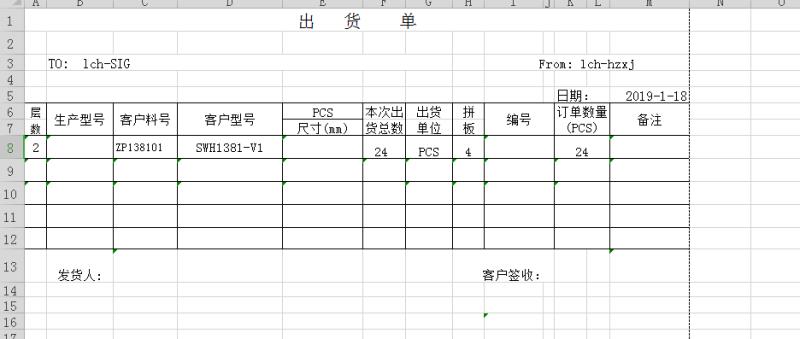 A B C D E F G H I J K L M N O
1 出 货 单
2
3 TO: lch-SIG From: lch-hzxj
4
5 日期: 2019-1-18
6 层数 生产型号 客户料号 客户型号 PCS 本次出货总数 出货单位 拼板 编号 订单数量(PCS) 备注
7 尺寸(mm)
8 2 ZP138101 SWH1381-V1 24 PCS 4 24
9
10
11
12
13 发货人: 客户签收:
14
15
16
17